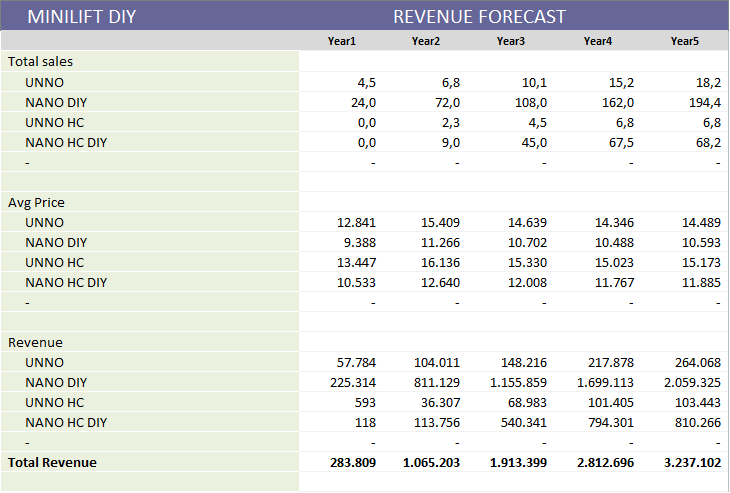 MINILIFT DIY REVENUE FORECAST
Year1 Year2 Year3 Year4 Year5
Total sales
UNNO 4,5 6,8 10,1 15,2 18,2
NANO DIY 24,0 72,0 108,0 162,0 194,4
UNNO HC 0,0 2,3 4,5 6,8 6,8
NANO HC DIY 0,0 9,0 45,0 67,5 68,2
- - - - - -
Avg Price
UNNO 12.841 15.409 14.639 14.346 14.489
NANO DIY 9.388 11.266 10.702 10.488 10.593
UNNO HC 13.447 16.136 15.330 15.023 15.173
NANO HC DIY 10.533 12.640 12.008 11.767 11.885
- - - - - -
Revenue
UNNO 57.784 104.011 148.216 217.878 264.068
NANO DIY 225.314 811.129 1.155.859 1.699.113 2.059.325
UNNO HC 593 36.307 68.983 101.405 103.443
NANO HC DIY 118 113.756 540.341 794.301 810.266
- - - - - -
Total Revenue 283.809 1.065.203 1.913.399 2.812.696 3.237.102